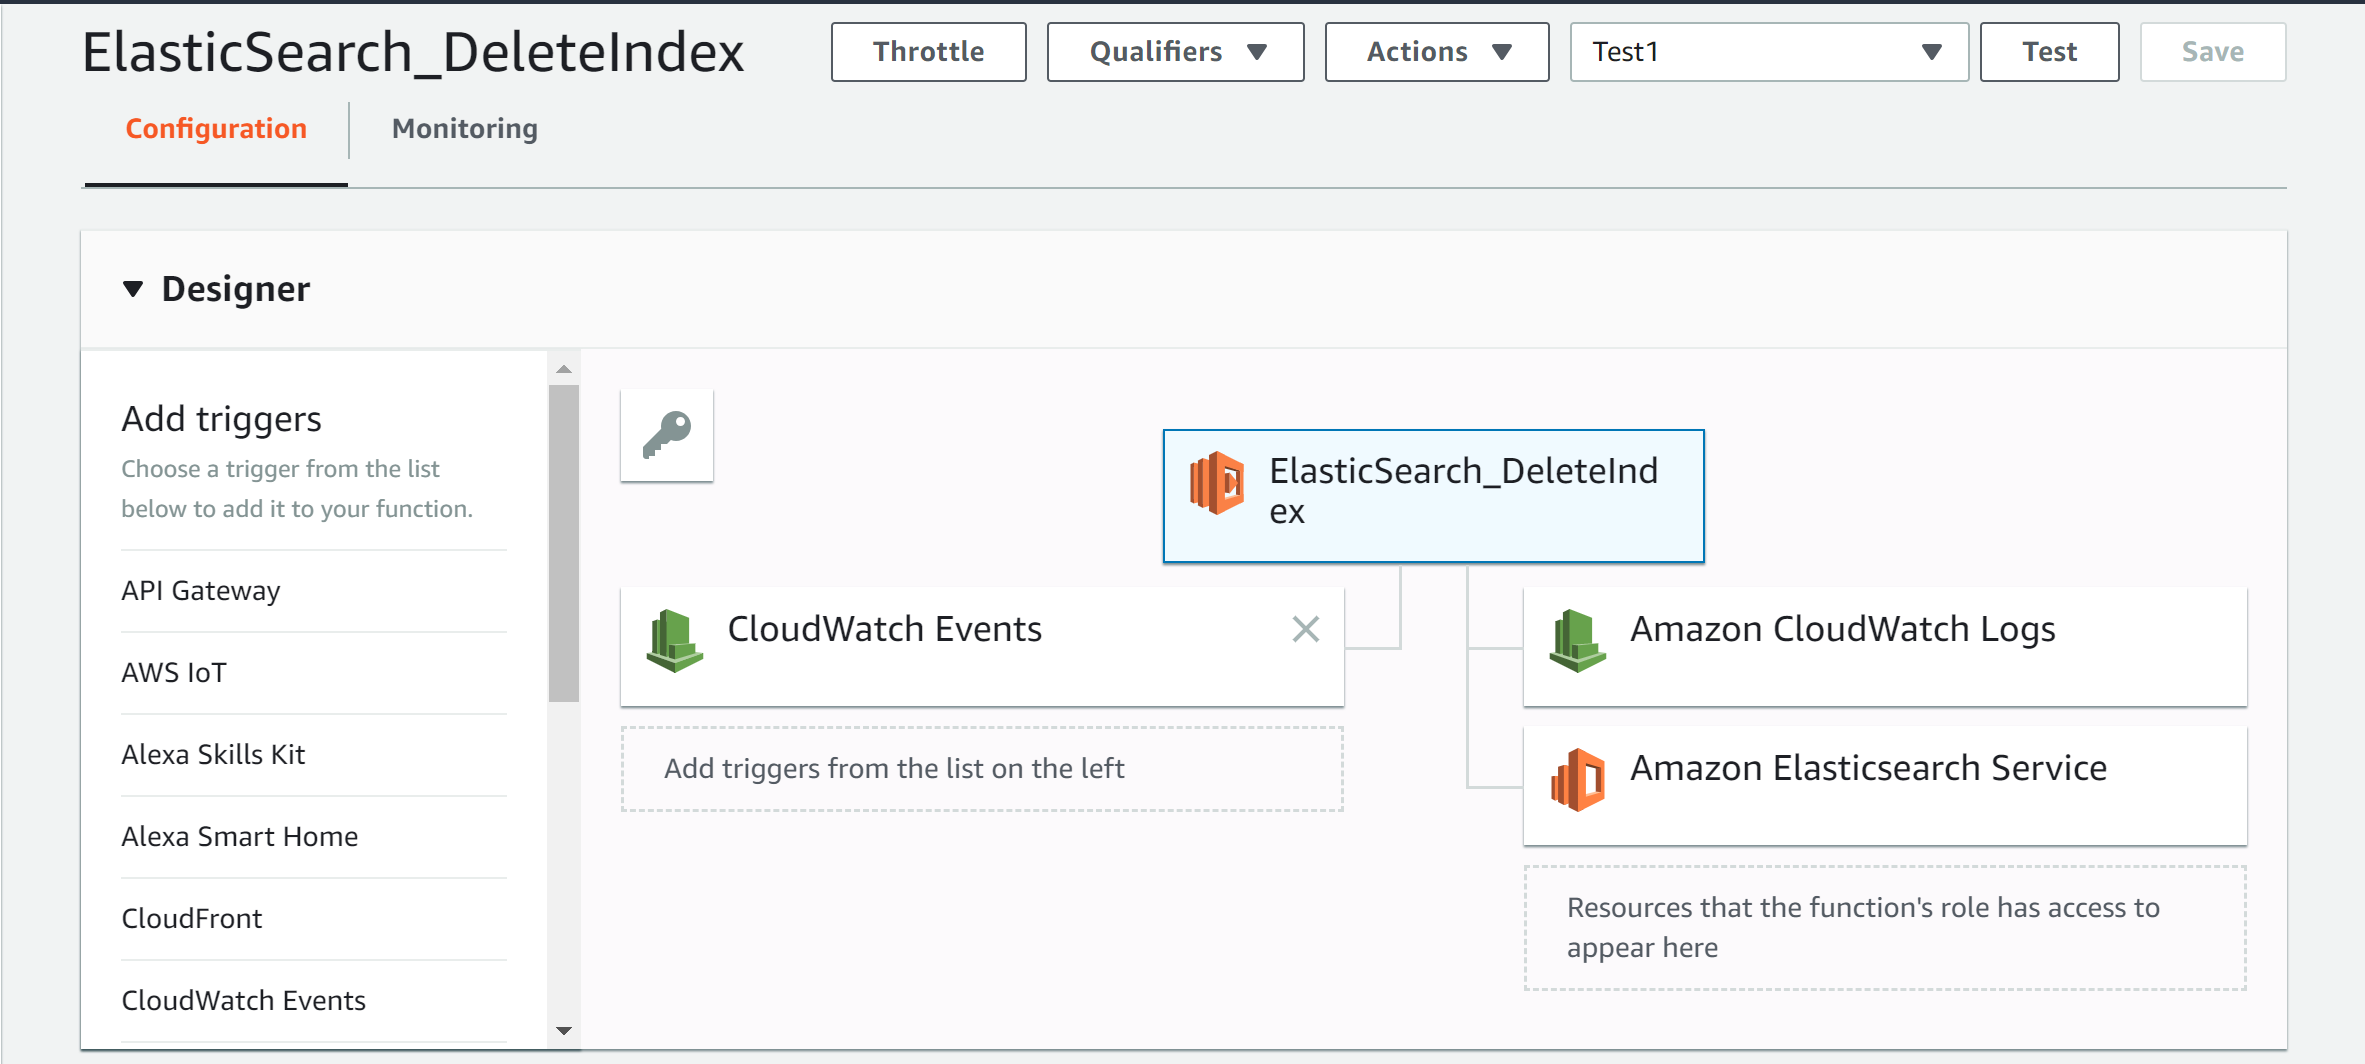 ElasticSearch_DeleteIndex
Throttle
Qualifiers
Actions
Test1
Test
Save
Configuration
Monitoring
Designer
Add triggers
Choose a trigger from the list
below to add it to your function.
API Gateway
AWS IoT
Alexa Skills Kit
Alexa Smart Home
CloudFront
CloudWatch Events
ElasticSearch_DeleteInd
ex
CloudWatch Events
Add triggers from the list on the left
Amazon CloudWatch Logs
Amazon Elasticsearch Service
Resources that the function's role has access to
appear here